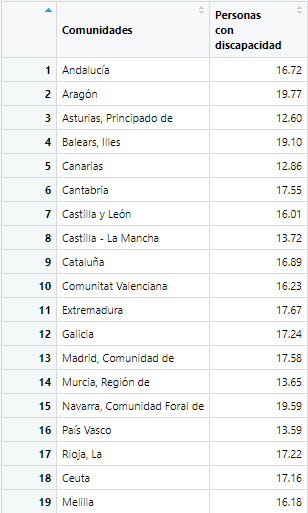 Comunidades Personas
con
discapacidad
1 Andalucía 16.72
2 Aragón 19.77
3 Asturias, Principado de 12.60
4 Balears, Illes 19.10
5 Canarias 12.86
6 Cantabria 17.55
7 Castilla y León 16.01
8 Castilla - La Mancha 13.72
9 Cataluña 16.89
10 Comunitat Valenciana 16.23
11 Extremadura 17.67
12 Galicia 17.24
13 Madrid, Comunidad de 17.58
14 Murcia, Región de 13.65
15 Navarra, Comunidad Foral de 19.59
16 País Vasco 13.59
17 Rioja, La 17.22
18 Ceuta 17.16
19 Melilla 16.18